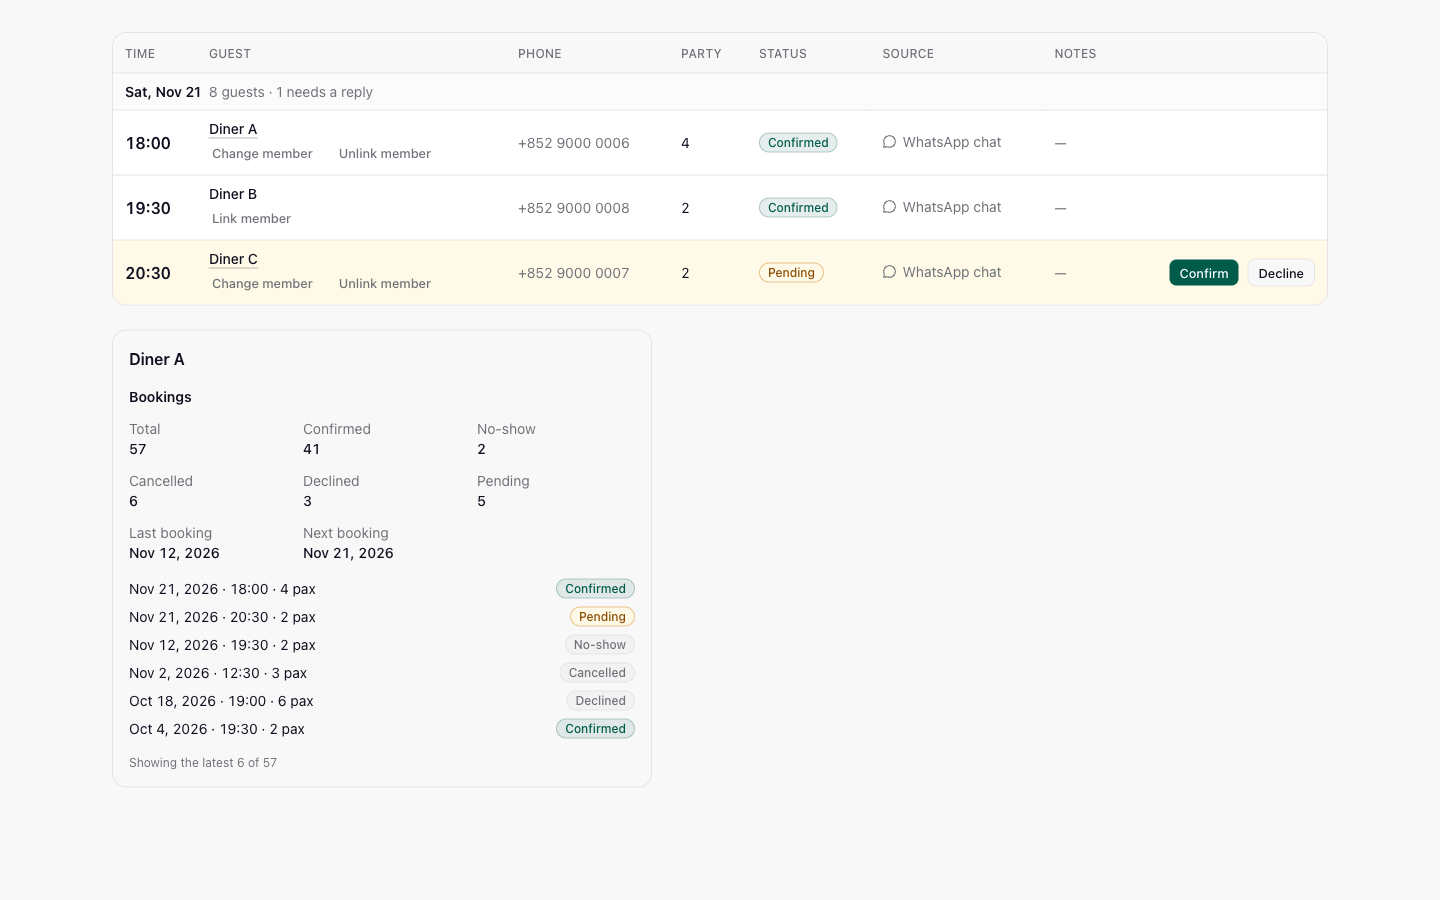 TIME GUEST PHONE PARTY STATUS SOURCE NOTES
Sat, Nov 21 8 guests · 1 needs a reply
18:00 Diner A +852 9000 0006 4 Confirmed WhatsApp chat —
Change member Unlink member
19:30 Diner B +852 9000 0008 2 Confirmed WhatsApp chat —
Link member
20:30 Diner C +852 9000 0007 2 Pending WhatsApp chat — Confirm Decline
Change member Unlink member
Diner A
Bookings
Total Confirmed No-show
57 41 2
Cancelled Declined Pending
6 3 5
Last booking Next booking
Nov 12, 2026 Nov 21, 2026
Nov 21, 2026 · 18:00 · 4 pax Confirmed
Nov 21, 2026 · 20:30 · 2 pax Pending
Nov 12, 2026 · 19:30 · 2 pax No-show
Nov 2, 2026 · 12:30 · 3 pax Cancelled
Oct 18, 2026 · 19:00 · 6 pax Declined
Oct 4, 2026 · 19:30 · 2 pax Confirmed
Showing the latest 6 of 57